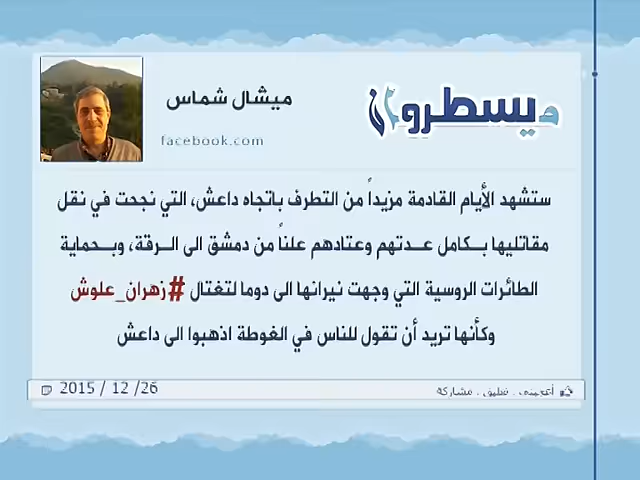 يسطرون
ميشال شماس
facebook.com
ستشهد الأيام القادمة مزيداً من التطرف باتجاه داعش، التي نجحت في نقل
مقاتليها بكامل عدتهم وعتادهم علناً من دمشق الى الرقة، وبحماية
الطائرات الروسية التي وجهت نيرانها الى دوما لتغتال #زهران_علوش
وكأنها تريد أن تقول للناس في الغوطة اذهبوا الى داعش
أعجبني . تعليق . مشاركة
2015 / 12 /26